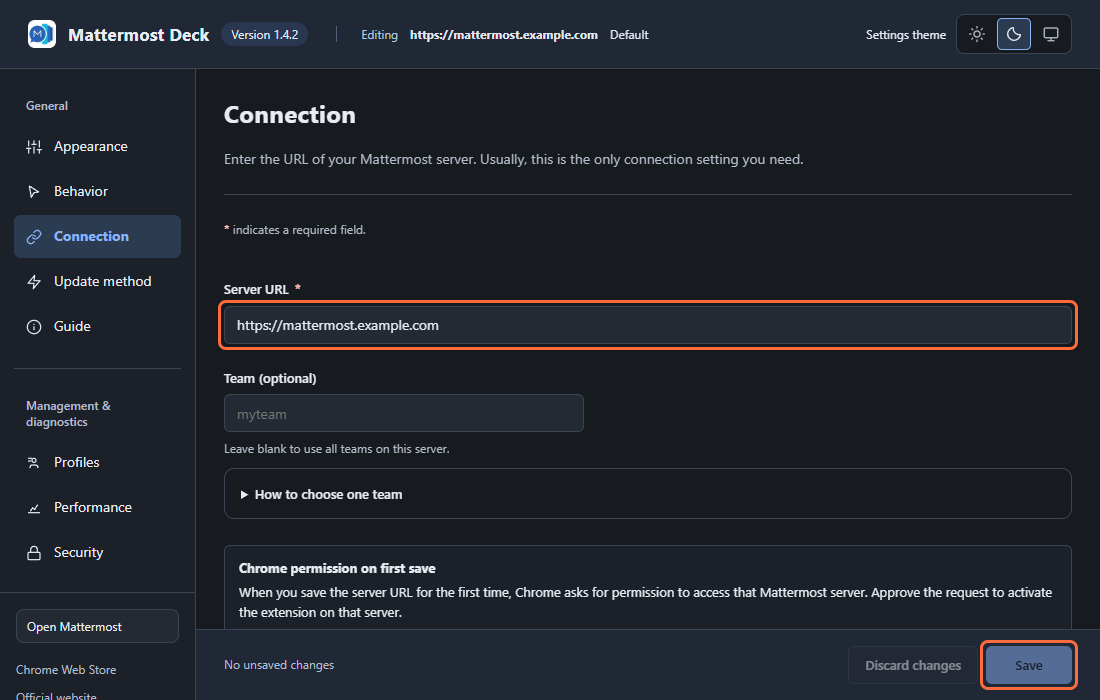 Mattermost Deck
Version 1.4.2
Editing https://mattermost.example.com Default
Settings theme
General
Appearance
Behavior
Connection
Update method
Guide
Management &
diagnostics
Profiles
Performance
Security
Open Mattermost
Chrome Web Store
Official website
Connection
Enter the URL of your Mattermost server. Usually, this is the only connection setting you need.
* indicates a required field.
Server URL *
https://mattermost.example.com
Team (optional)
myteam
Leave blank to use all teams on this server.
How to choose one team
Chrome permission on first save
When you save the server URL for the first time, Chrome asks for permission to access that Mattermost server. Approve the request to activate
the extension on that server.
No unsaved changes
Discard changes
Save